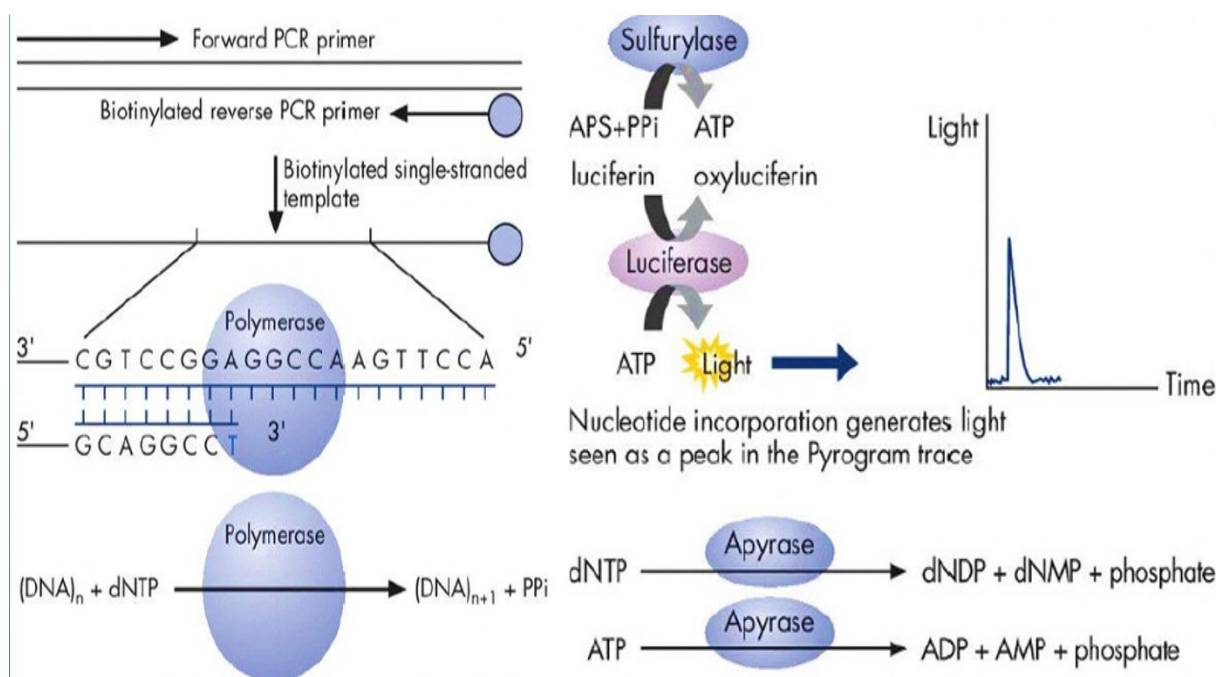 Forward PCR primer
Biotinylated reverse PCR primer
Biotinylated single-stranded
template
Polymerase
3' CGTCCGGAGGCCAAGTTCCA 5'
5' GCAGGCCT 3'
Polymerase
(DNA)n + dNTP (DNA)n+1 + PPi
Sulfurylase
APS+PPi ATP
luciferin oxyluciferin
Luciferase
ATP Light
Nucleotide incorporation generates light
seen as a peak in the Pyrogram trace
Light
Time
Apyrase
dNTP dNDP + dNMP + phosphate
Apyrase
ATP ADP + AMP + phosphate